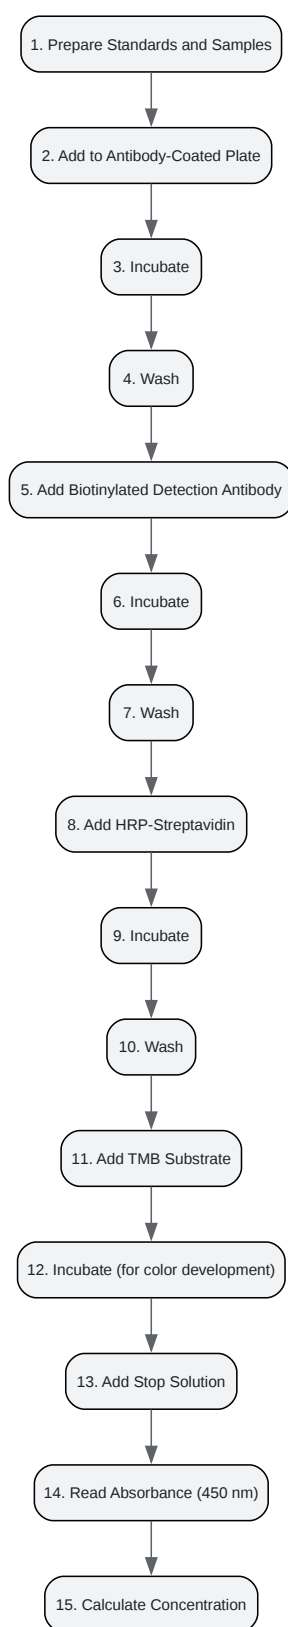 1. Prepare Standards and Samples
2. Add to Antibody-Coated Plate
3. Incubate
4. Wash
5. Add Biotinylated Detection Antibody
6. Incubate
7. Wash
8. Add HRP-Streptavidin
9. Incubate
10. Wash
11. Add TMB Substrate
12. Incubate (for color development)
13. Add Stop Solution
14. Read Absorbance (450 nm)
15. Calculate Concentration